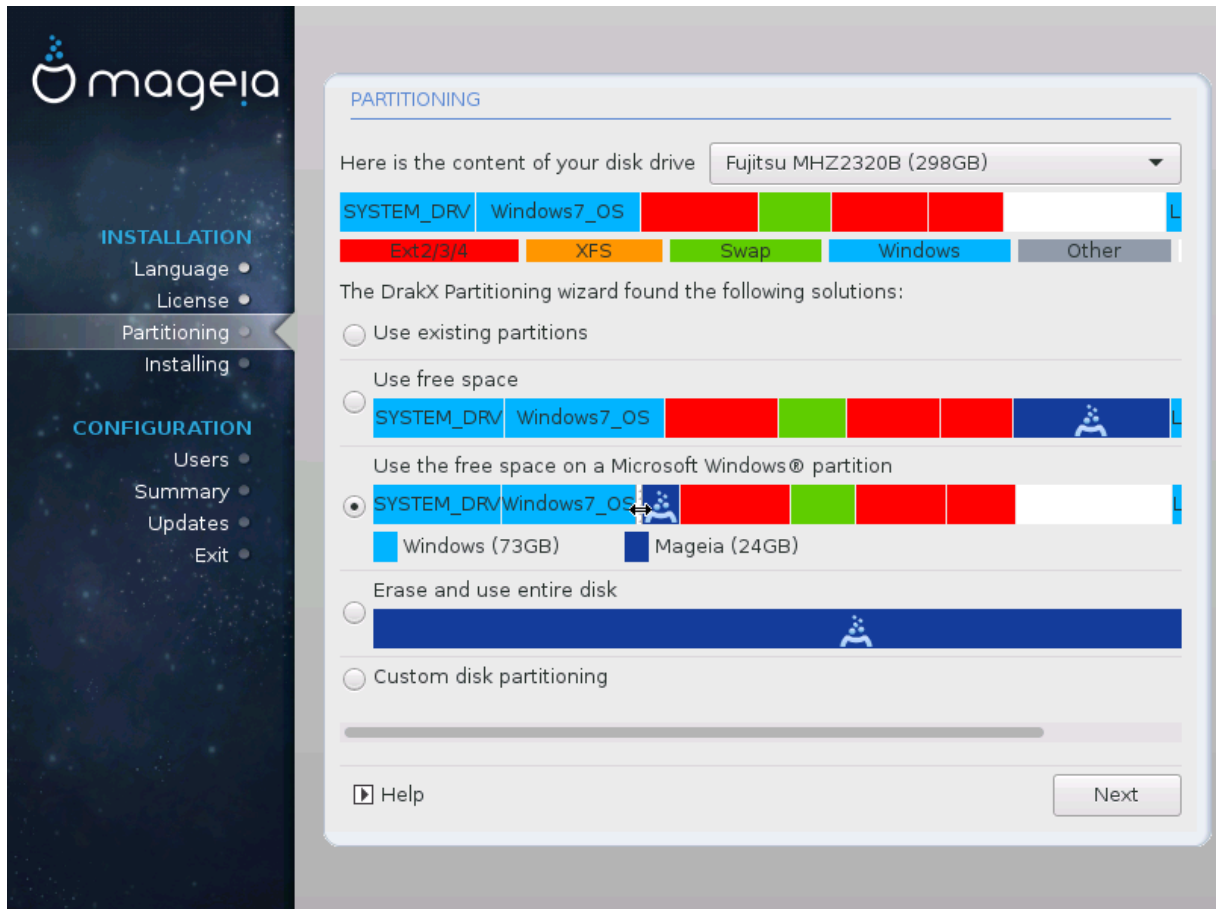 mageia
INSTALLATION
Language
License
Partitioning
Installing
CONFIGURATION
Users
Summary
Updates
Exit
PARTITIONING
Here is the content of your disk drive Fujitsu MHZ2320B (298GB)
SYSTEM_DRV Windows7_OS L
Ext2/3/4 XFS Swap Windows Other
The DrakX Partitioning wizard found the following solutions:
Use existing partitions
Use free space
SYSTEM_DRV Windows7_OS L
Use the free space on a Microsoft Windows® partition
SYSTEM_DRV Windows7_OS L
Windows (73GB) Mageia (24GB)
Erase and use entire disk
Custom disk partitioning
Help Next